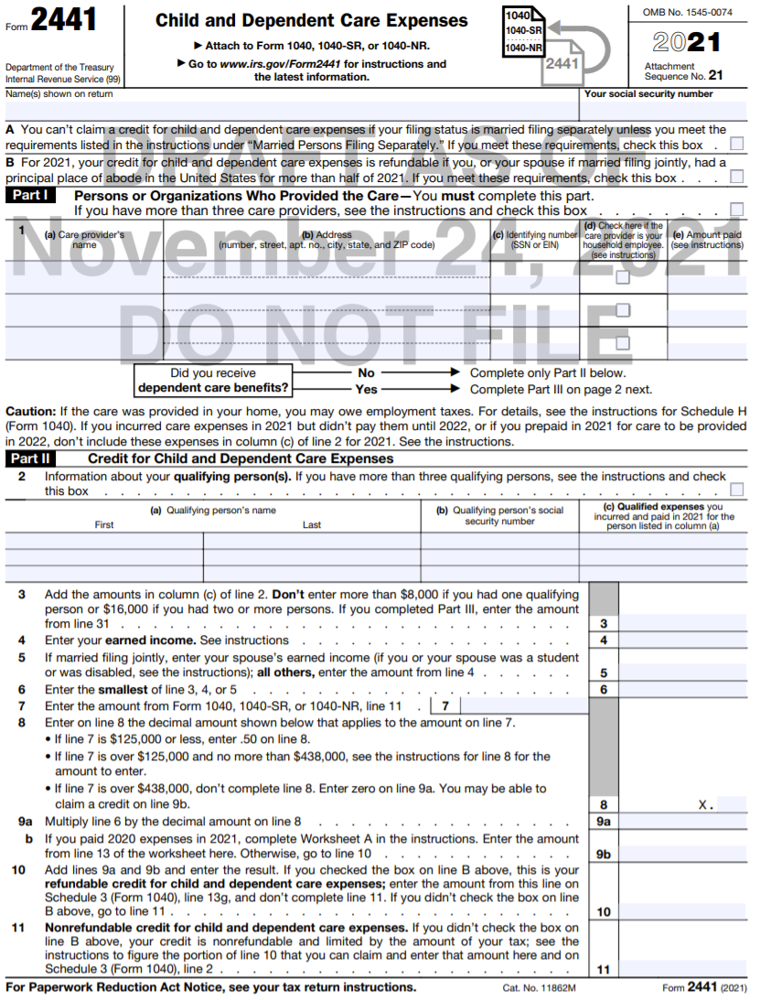 Form 2441
Department of the Treasury
Internal Revenue Service (99)
Child and Dependent Care Expenses
▶ Attach to Form 1040, 1040-SR, or 1040-NR.
▶ Go to www.irs.gov/Form2441 for instructions and
the latest information.
1040
1040-SR
1040-NR
2441
OMB No. 1545-0074
2021
Attachment
Sequence No. 21
Name(s) shown on return
Your social security number
DRAFT AS OF
November 24, 2021
DO NOT FILE
A You can’t claim a credit for child and dependent care expenses if your filing status is married filing separately unless you meet the
requirements listed in the instructions under “Married Persons Filing Separately.” If you meet these requirements, check this box .
B For 2021, your credit for child and dependent care expenses is refundable if you, or your spouse if married filing jointly, had a
principal place of abode in the United States for more than half of 2021. If you meet these requirements, check this box . . .
Part I Persons or Organizations Who Provided the Care—You must complete this part.
If you have more than three care providers, see the instructions and check this box . . . . . . .
1 (a) Care provider’s
name
(b) Address
(number, street, apt. no., city, state, and ZIP code)
(c) Identifying number
(SSN or EIN)
(d) Check here if the
care provider is your
household employee.
(see instructions)
(e) Amount paid
(see instructions)
Did you receive
dependent care benefits?
No Complete only Part II below.
Yes Complete Part III on page 2 next.
Caution: If the care was provided in your home, you may owe employment taxes. For details, see the instructions for Schedule H
(Form 1040). If you incurred care expenses in 2021 but didn’t pay them until 2022, or if you prepaid in 2021 for care to be provided
in 2022, don’t include these expenses in column (c) of line 2 for 2021. See the instructions.
Part II Credit for Child and Dependent Care Expenses
2 Information about your qualifying person(s). If you have more than three qualifying persons, see the instructions and check
this box . . . . . . . . . . . . . . . . . . . . . . . . . . . . . . . . . . . . .
(a) Qualifying person’s name
First Last
(b) Qualifying person’s social
security number
(c) Qualified expenses you
incurred and paid in 2021 for the
person listed in column (a)
3 Add the amounts in column (c) of line 2. Don’t enter more than $8,000 if you had one qualifying
person or $16,000 if you had two or more persons. If you completed Part III, enter the amount
from line 31 . . . . . . . . . . . . . . . . . . . . . . . . . . . 3
4 Enter your earned income. See instructions . . . . . . . . . . . . . . . . . 4
5 If married filing jointly, enter your spouse’s earned income (if you or your spouse was a student
or was disabled, see the instructions); all others, enter the amount from line 4 . . . . . . 5
6 Enter the smallest of line 3, 4, or 5 . . . . . . . . . . . . . . . . . . . 6
7 Enter the amount from Form 1040, 1040-SR, or 1040-NR, line 11 . 7
8 Enter on line 8 the decimal amount shown below that applies to the amount on line 7.
• If line 7 is $125,000 or less, enter .50 on line 8.
• If line 7 is over $125,000 and no more than $438,000, see the instructions for line 8 for the
amount to enter.
• If line 7 is over $438,000, don’t complete line 8. Enter zero on line 9a. You may be able to
claim a credit on line 9b. 8 X .
9a Multiply line 6 by the decimal amount on line 8 . . . . . . . . . . . . . . . . 9a
b If you paid 2020 expenses in 2021, complete Worksheet A in the instructions. Enter the amount
from line 13 of the worksheet here. Otherwise, go to line 10 . . . . . . . . . . . . 9b
10 Add lines 9a and 9b and enter the result. If you checked the box on line B above, this is your
refundable credit for child and dependent care expenses; enter the amount from this line on
Schedule 3 (Form 1040), line 13g, and don’t complete line 11. If you didn’t check the box on line
B above, go to line 11 . . . . . . . . . . . . . . . . . . . . . . . . 10
11 Nonrefundable credit for child and dependent care expenses. If you didn’t check the box on
line B above, your credit is nonrefundable and limited by the amount of your tax; see the
instructions to figure the portion of line 10 that you can claim and enter that amount here and on
Schedule 3 (Form 1040), line 2 . . . . . . . . . . . . . . . . . . . . . 11
For Paperwork Reduction Act Notice, see your tax return instructions. Cat. No. 11862M Form 2441 (2021)